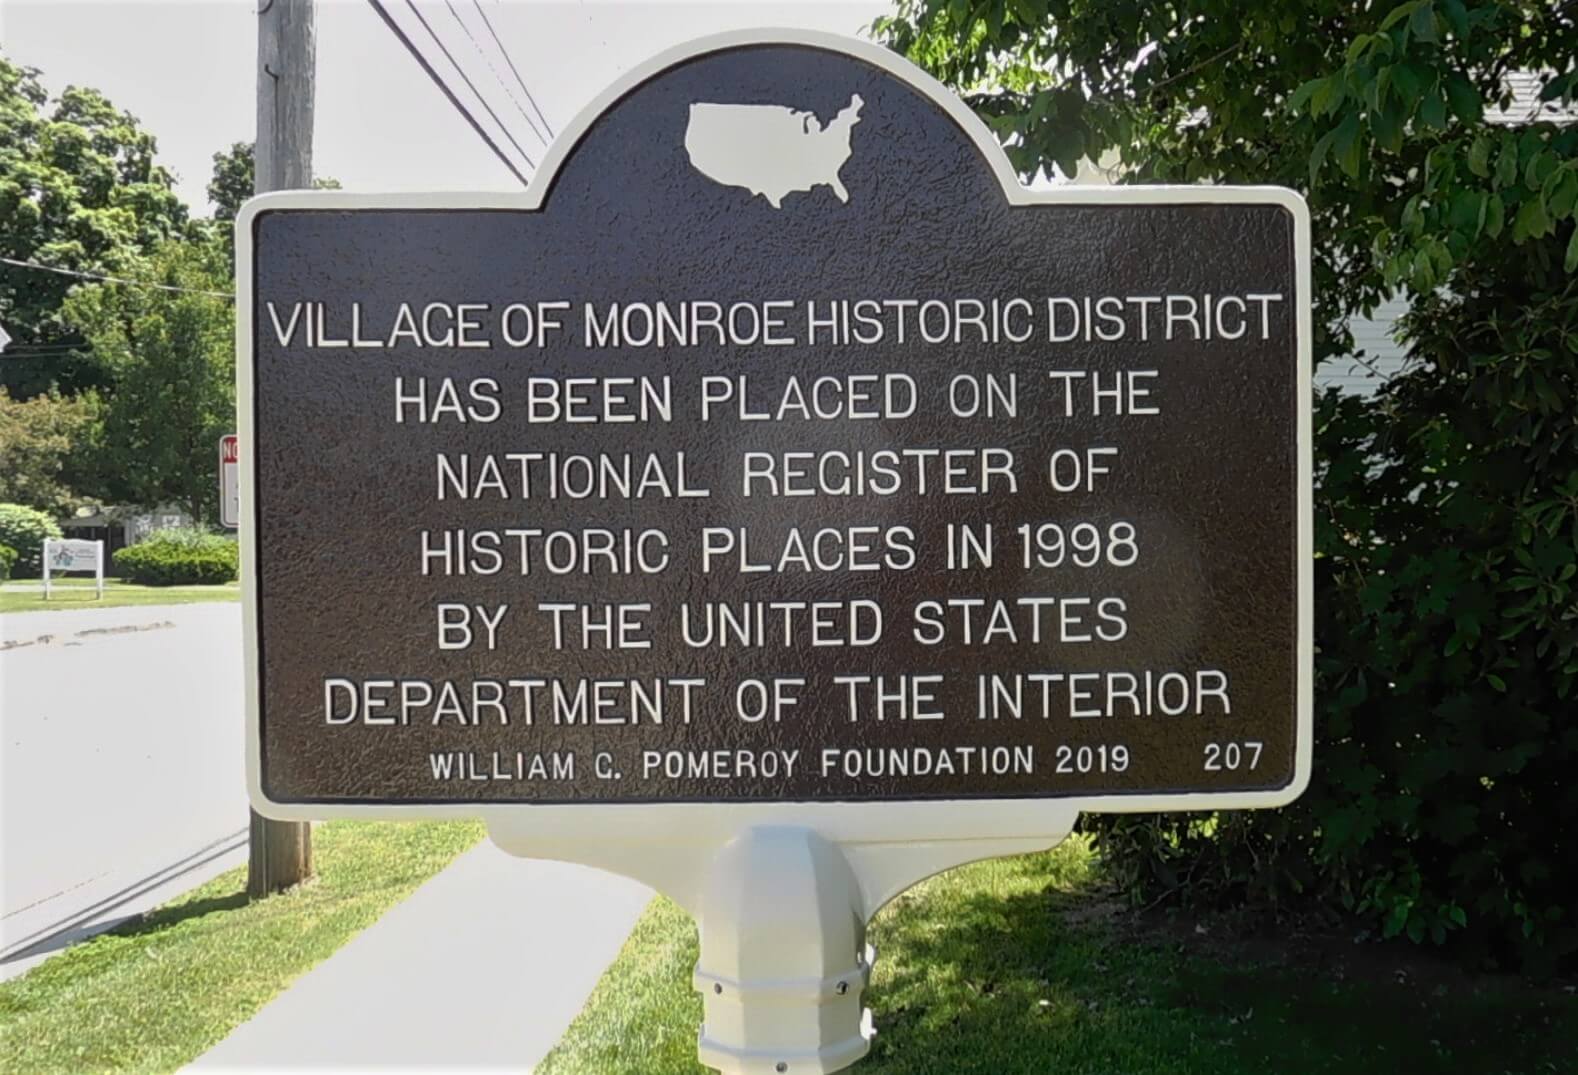 VILLAGE OF MONROE HISTORIC DISTRICT
HAS BEEN PLACED ON THE
NATIONAL REGISTER OF
HISTORIC PLACES IN 1998
BY THE UNITED STATES
DEPARTMENT OF THE INTERIOR
WILLIAM G. POMEROY FOUNDATION 2019 207
NO